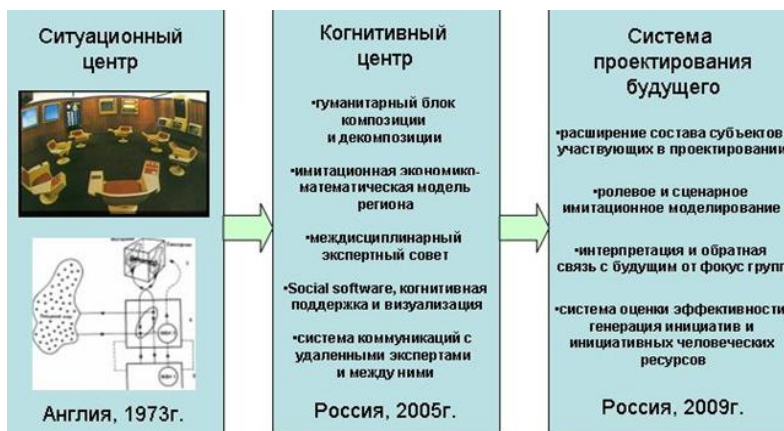 Ситуационный
центр
Англия, 1973г.
Когнитивный
центр
•гуманитарный блок
композиции
и декомпозиции
•имитационная экономико-
математическая модель
региона
•междисциплинарный
экспертный совет
•Social software, когнитивная
поддержка и визуализация
•система коммуникаций с
удаленными экспертами
и между ними
Россия, 2005г.
Система
проектирования
будущего
•расширение состава субъектов
участвующих в проектировании
•ролевое и сценарное
имитационное моделирование
•интерпретация и обратная
связь с будущим от фокус групп
•система оценки эффективности
генерация инициатив и
инициативных человеческих
ресурсов
Россия, 2009г.